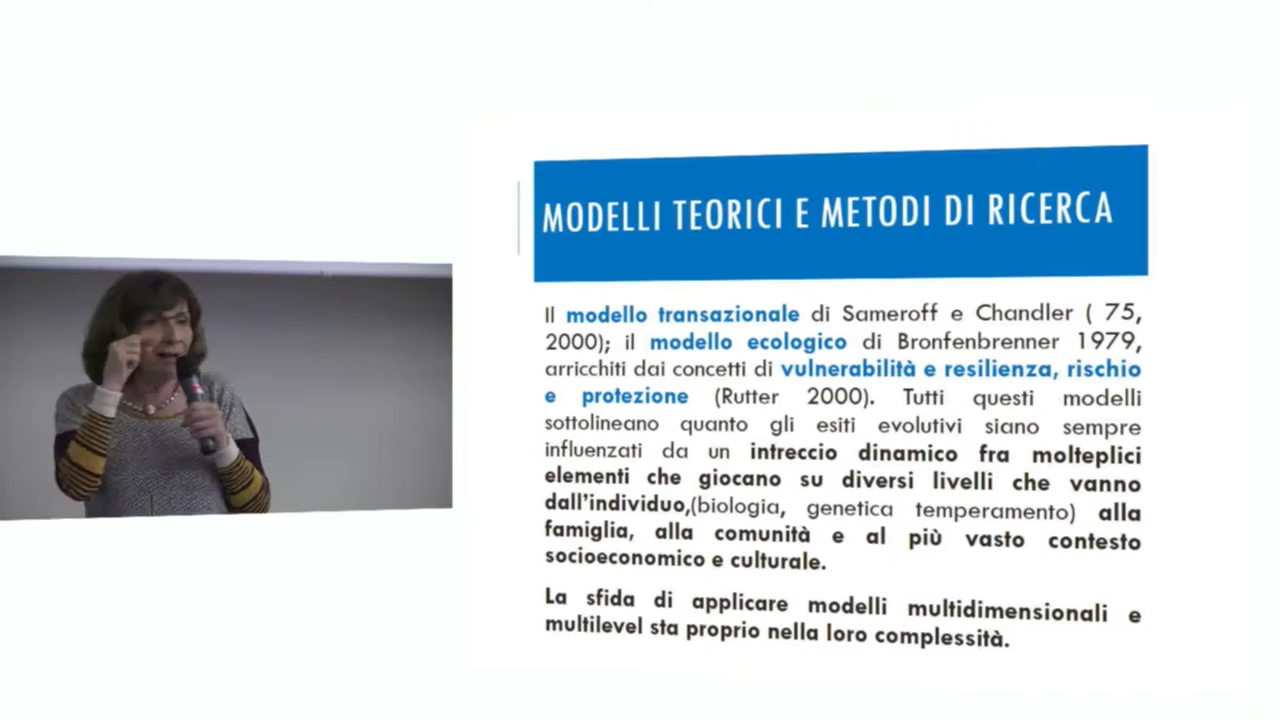 MODELLI TEORICI E METODI DI RICERCA
Il modello transazionale di Sameroff e Chandler ( 75,
2000); il modello ecologico di Bronfenbrenner 1979,
arricchiti dai concetti di vulnerabilità e resilienza, rischio
e protezione (Rutter 2000). Tutti questi modelli
sottolineano quanto gli esiti evolutivi siano sempre
influenzati da un intreccio dinamico fra molteplici
elementi che giocano su diversi livelli che vanno
dall'individuo,(biologia, genetica temperamento) alla
famiglia, alla comunità e al più vasto contesto
socioeconomico e culturale.
La sfida di applicare modelli multidimensionali e
multilevel sta proprio nella loro complessità.